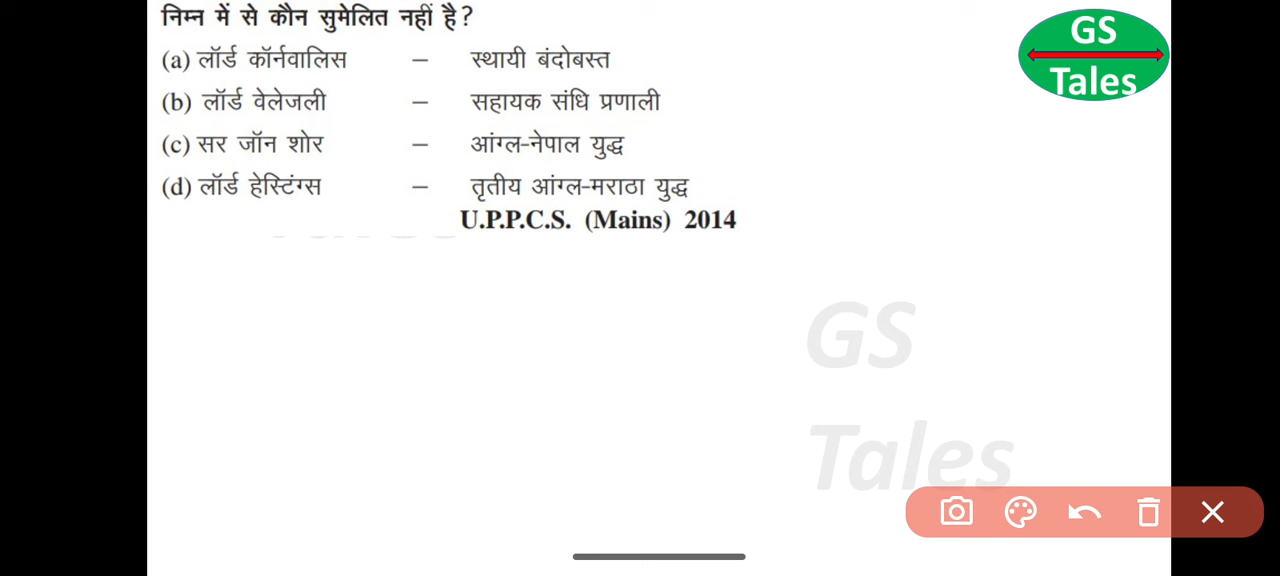 निम्न में से कौन सुमेलित नहीं है?
(a) लॉर्ड कॉर्नवालिस – स्थायी बंदोबस्त
(b) लॉर्ड वेलेजली – सहायक संधि प्रणाली
(c) सर जॉन शोर – आंग्ल-नेपाल युद्ध
(d) लॉर्ड हेस्टिंग्स – तृतीय आंग्ल-मराठा युद्ध
U.P.P.C.S. (Mains) 2014
GS
Tales
GS
Tales